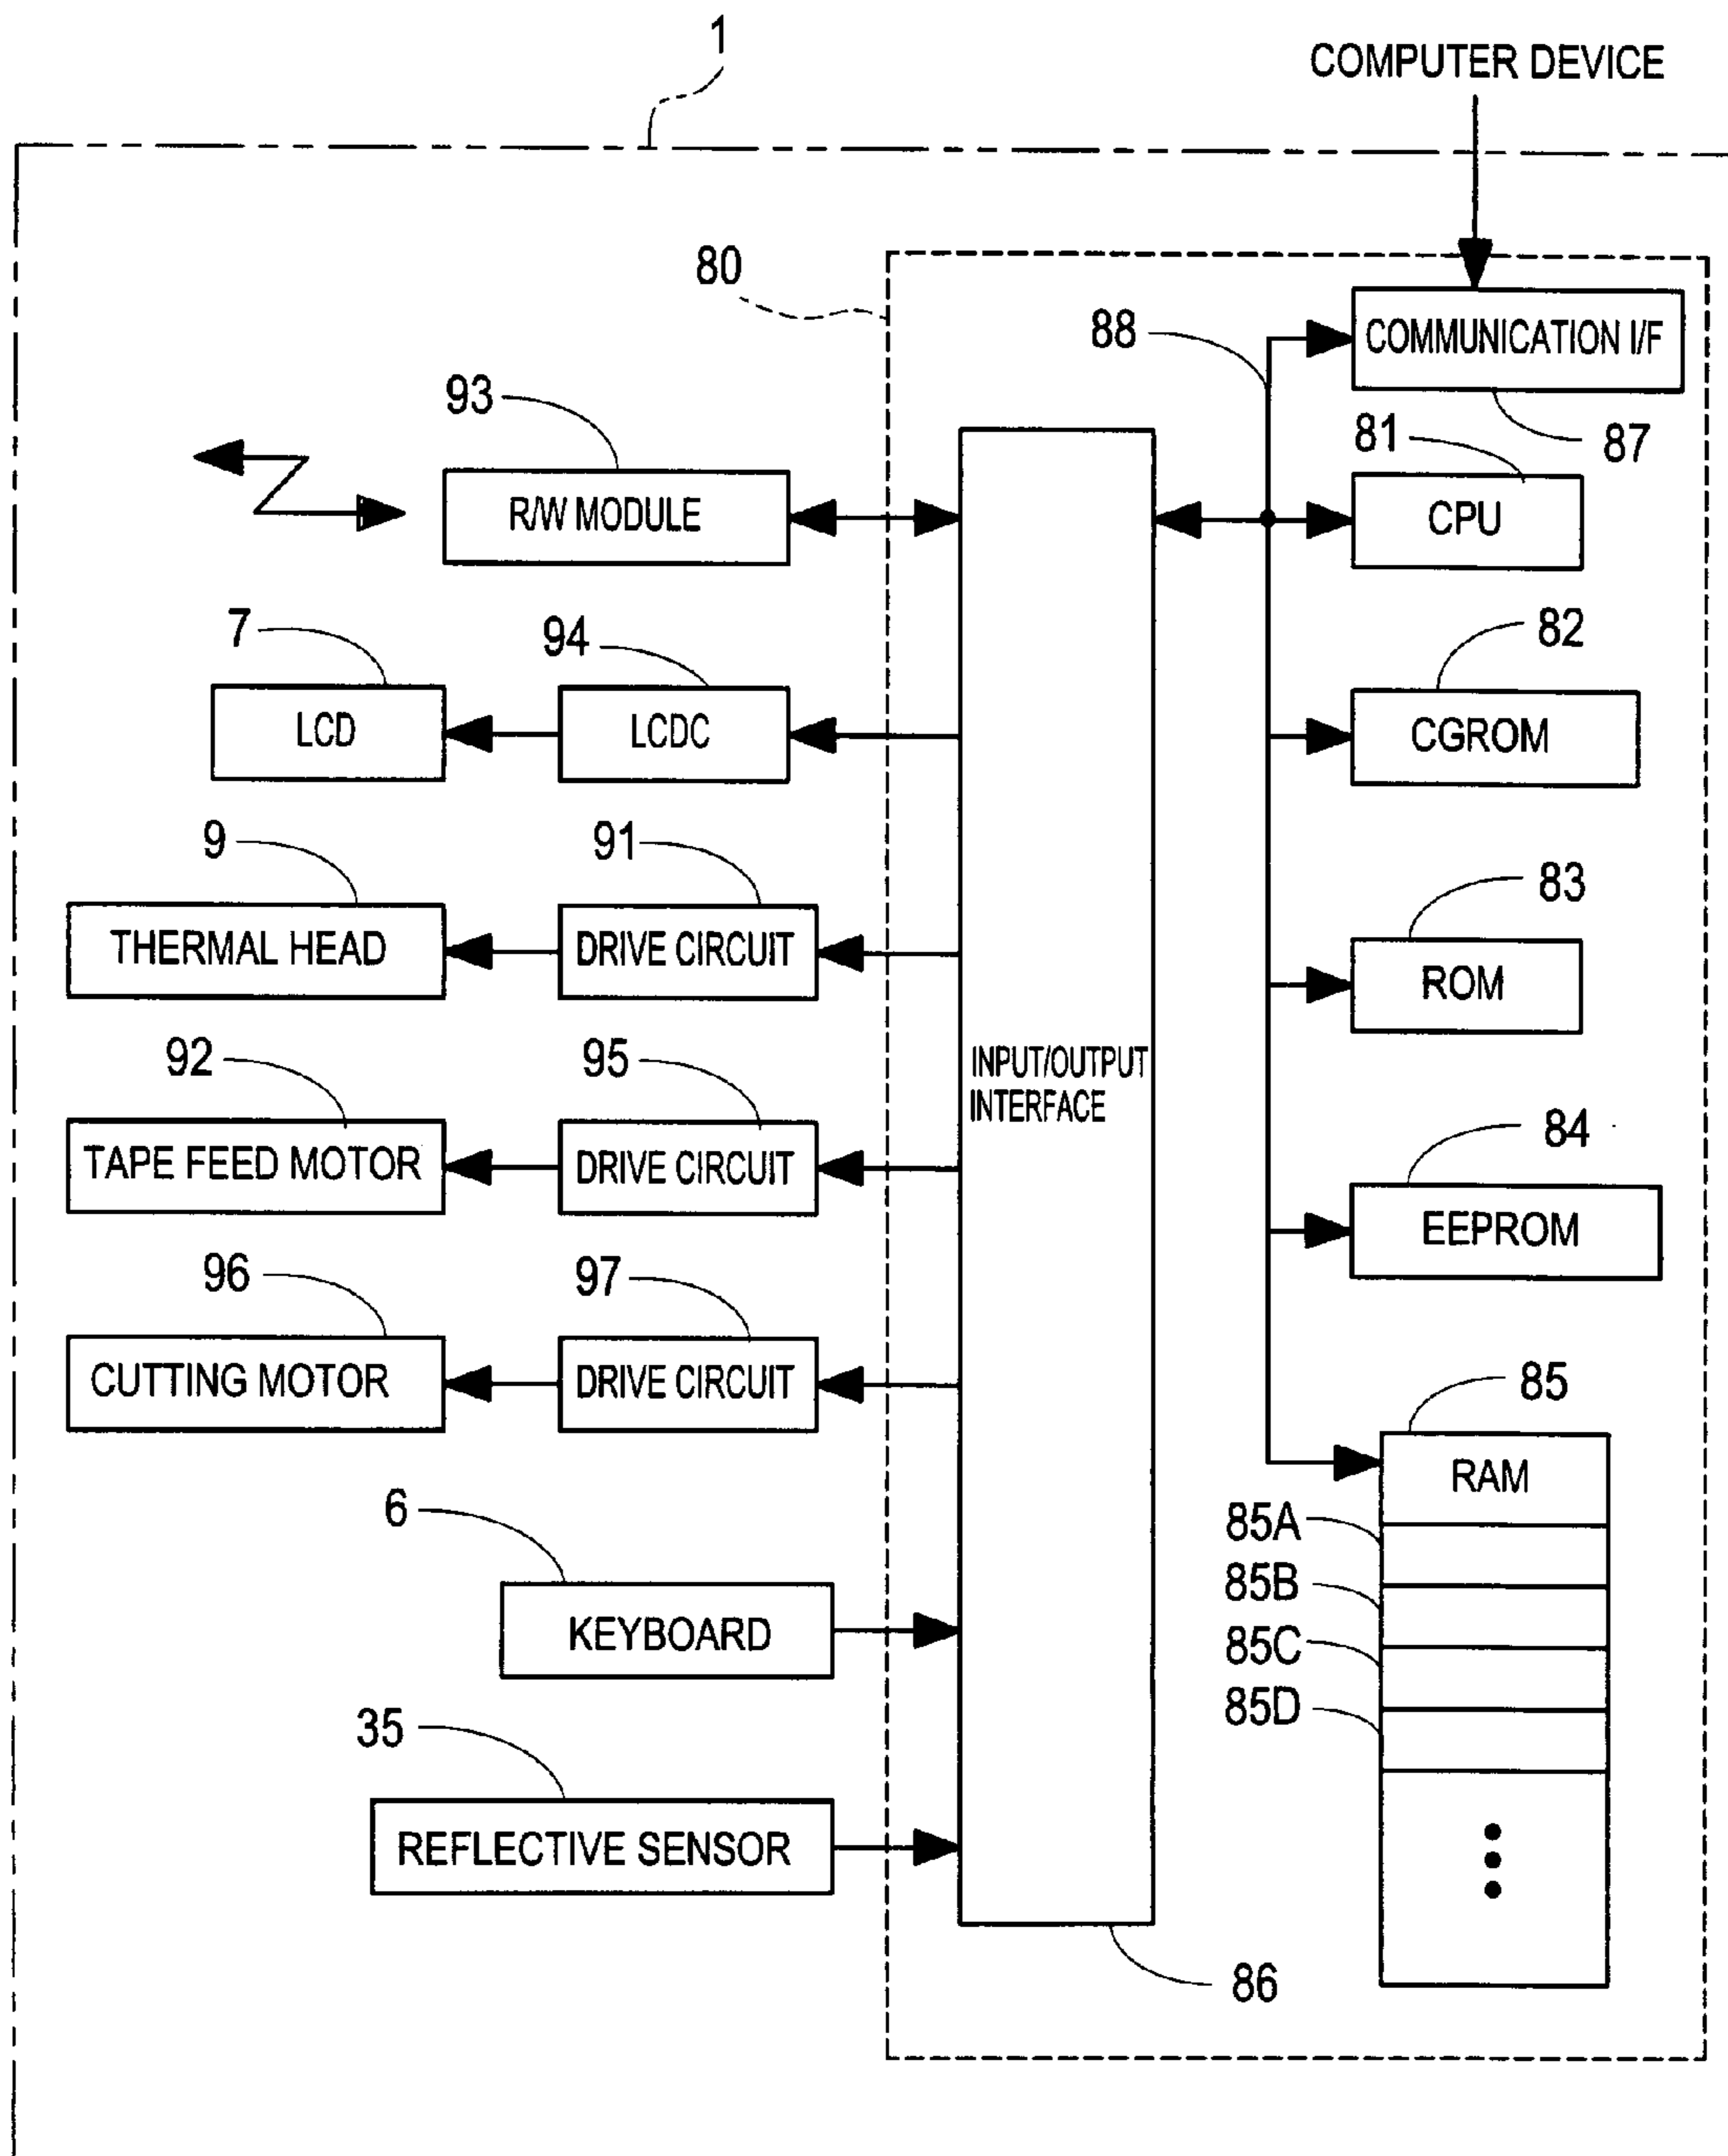 1
COMPUTER DEVICE
80
88
COMMUNICATION I/F
87
93
R/W MODULE
81
CPU
7
LCD
94
LCDC
82
CGROM
9
THERMAL HEAD
91
DRIVE CIRCUIT
83
ROM
INPUT/OUTPUT
INTERFACE
92
TAPE FEED MOTOR
95
DRIVE CIRCUIT
84
EEPROM
96
CUTTING MOTOR
97
DRIVE CIRCUIT
85
RAM
85A
85B
85C
85D
6
KEYBOARD
35
REFLECTIVE SENSOR
86